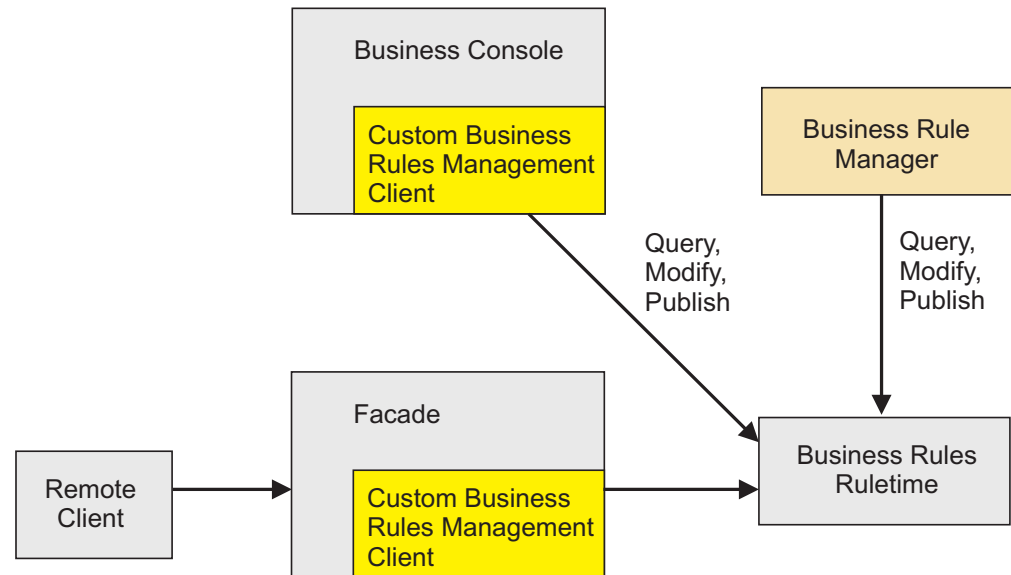 Business Console
Custom Business
Rules Management
Client
Business Rule
Manager
Query,
Modify,
Publish
Query,
Modify,
Publish
Facade
Custom Business
Rules Management
Client
Remote
Client
Business Rules
Ruletime